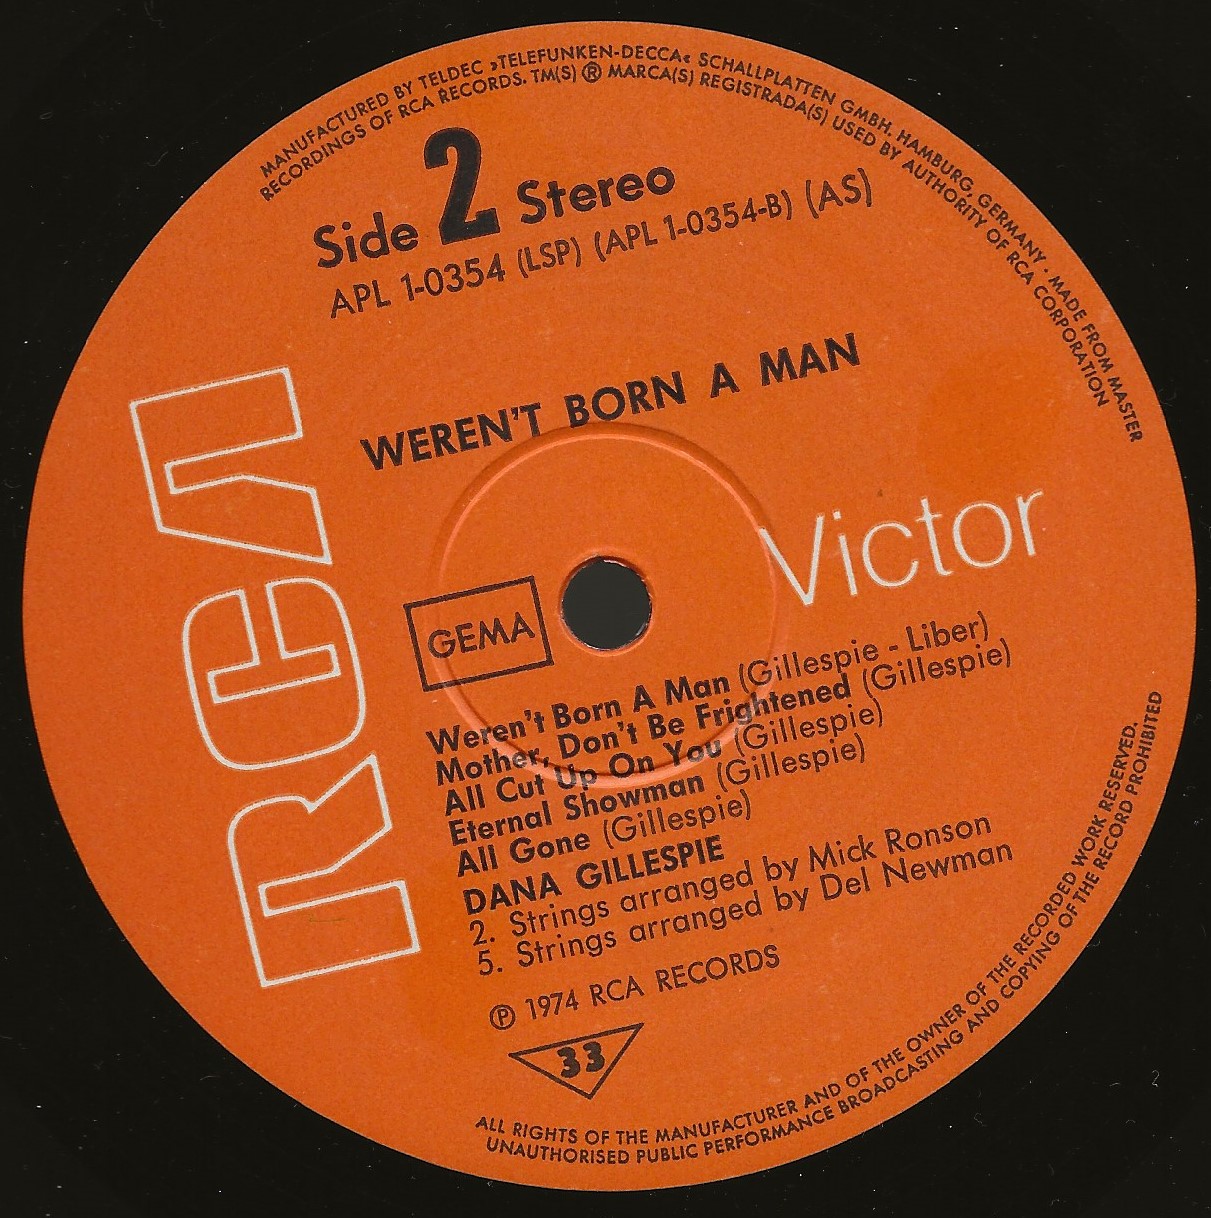 MANUFACTURED BY TELDEC »TELEFUNKEN-DECCA« SCHALLPLATTEN GMBH. HAMBURG, GERMANY · MADE FROM MASTER
RECORDINGS OF RCA RECORDS. TM(S) ® MARCA(S) REGISTRADA(S) USED BY AUTHORITY OF RCA CORPORATION
Side 2 Stereo
APL 1-0354 (LSP) (APL 1-0354-B) (AS)
WEREN'T BORN A MAN
RCA
Victor
GEMA
Weren't Born A Man (Gillespie - Liber)
Mother, Don't Be Frightened (Gillespie)
All Cut Up On You (Gillespie)
Eternal Showman (Gillespie)
All Gone (Gillespie)
DANA GILLESPIE
2. Strings arranged by Mick Ronson
5. Strings arranged by Del Newman
℗ 1974 RCA RECORDS
33
ALL RIGHTS OF THE MANUFACTURER AND OF THE OWNER OF THE RECORDED WORK RESERVED.
UNAUTHORISED PUBLIC PERFORMANCE BROADCASTING AND COPYING OF THE RECORD PROHIBITED